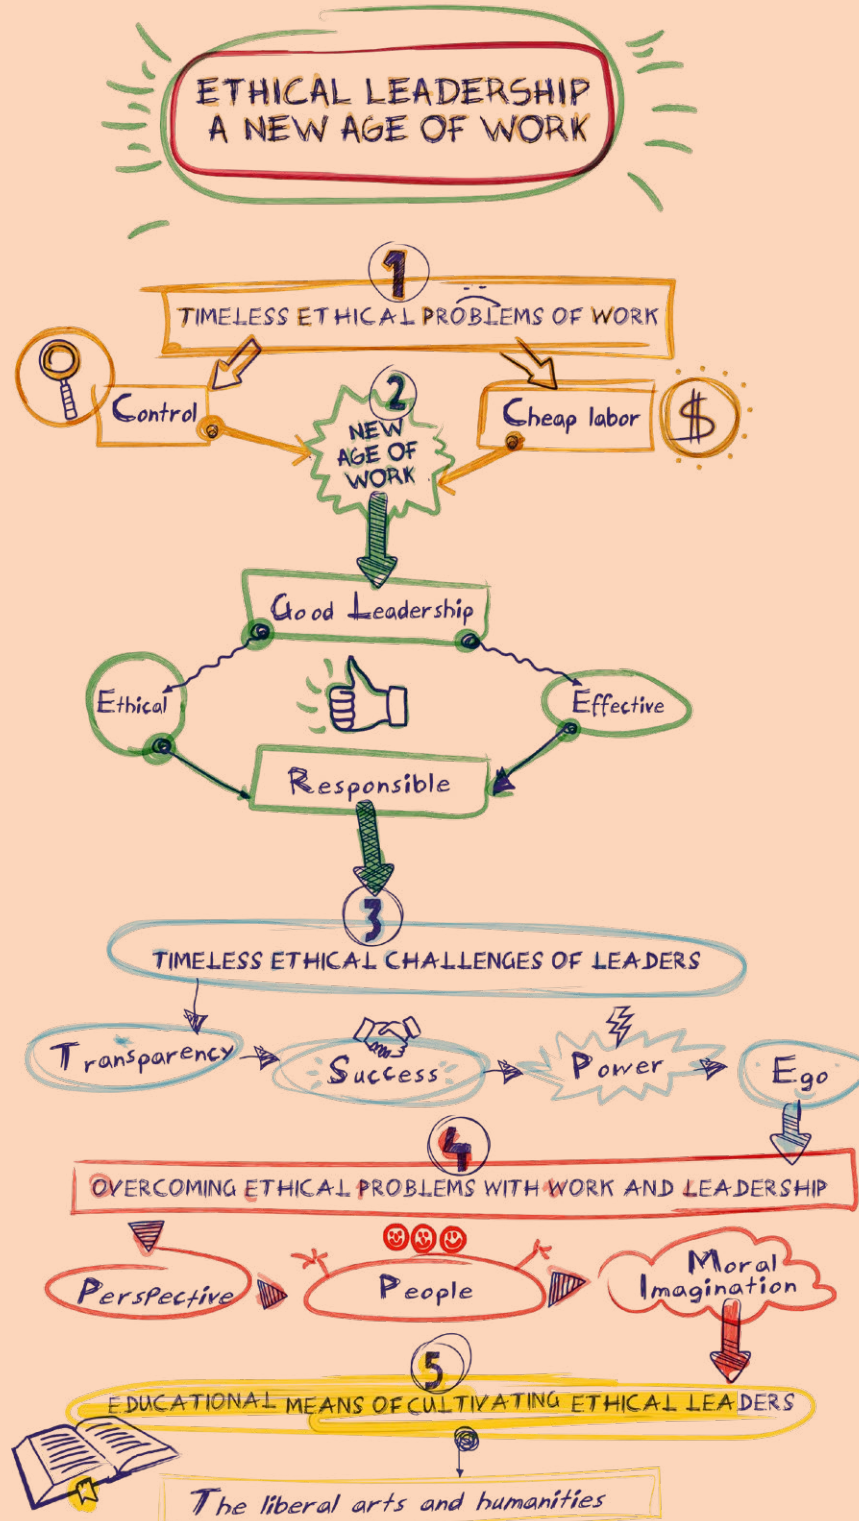 ETHICAL LEADERSHIP
A NEW AGE OF WORK
1
TIMELESS ETHICAL PROBLEMS OF WORK
Control
Cheap labor
$
2
NEW
AGE OF
WORK
Good Leadership
Ethical
Effective
Responsible
3
TIMELESS ETHICAL CHALLENGES OF LEADERS
Transparency
Success
Power
Ego
4
OVERCOMING ETHICAL PROBLEMS WITH WORK AND LEADERSHIP
Perspective
People
Moral
Imagination
5
EDUCATIONAL MEANS OF CULTIVATING ETHICAL LEADERS
The liberal arts and humanities